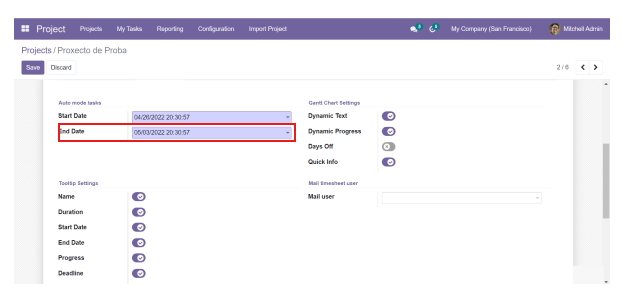 Project Projects My Tasks Reporting Configuration Import Project My Company (San Francisco) Mitchell Admin
Projects / Proxecto de Proba
Save Discard 2 / 6
Auto mode tasks Gantt Chart Settings
Start Date 04/26/2022 20:30:57 Dynamic Text
End Date 05/03/2022 20:30:57 Dynamic Progress
Days Off
Quick Info
Tooltip Settings Mail timesheet user
Name Mail user
Duration
Start Date
End Date
Progress
Deadline